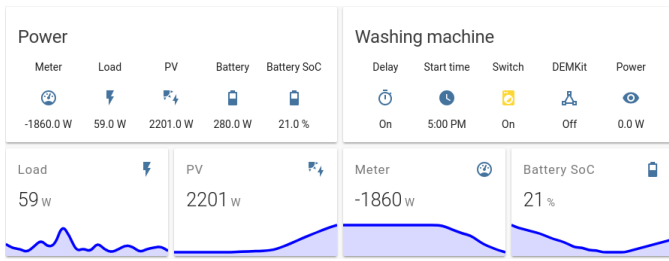 Power
Meter Load PV Battery Battery SoC
-1860.0 W 59.0 W 2201.0 W 280.0 W 21.0 %
Washing machine
Delay Start time Switch DEMKit Power
On 5:00 PM On Off 0.0 W
Load
59 W
PV
2201 W
Meter
-1860 W
Battery SoC
21 %